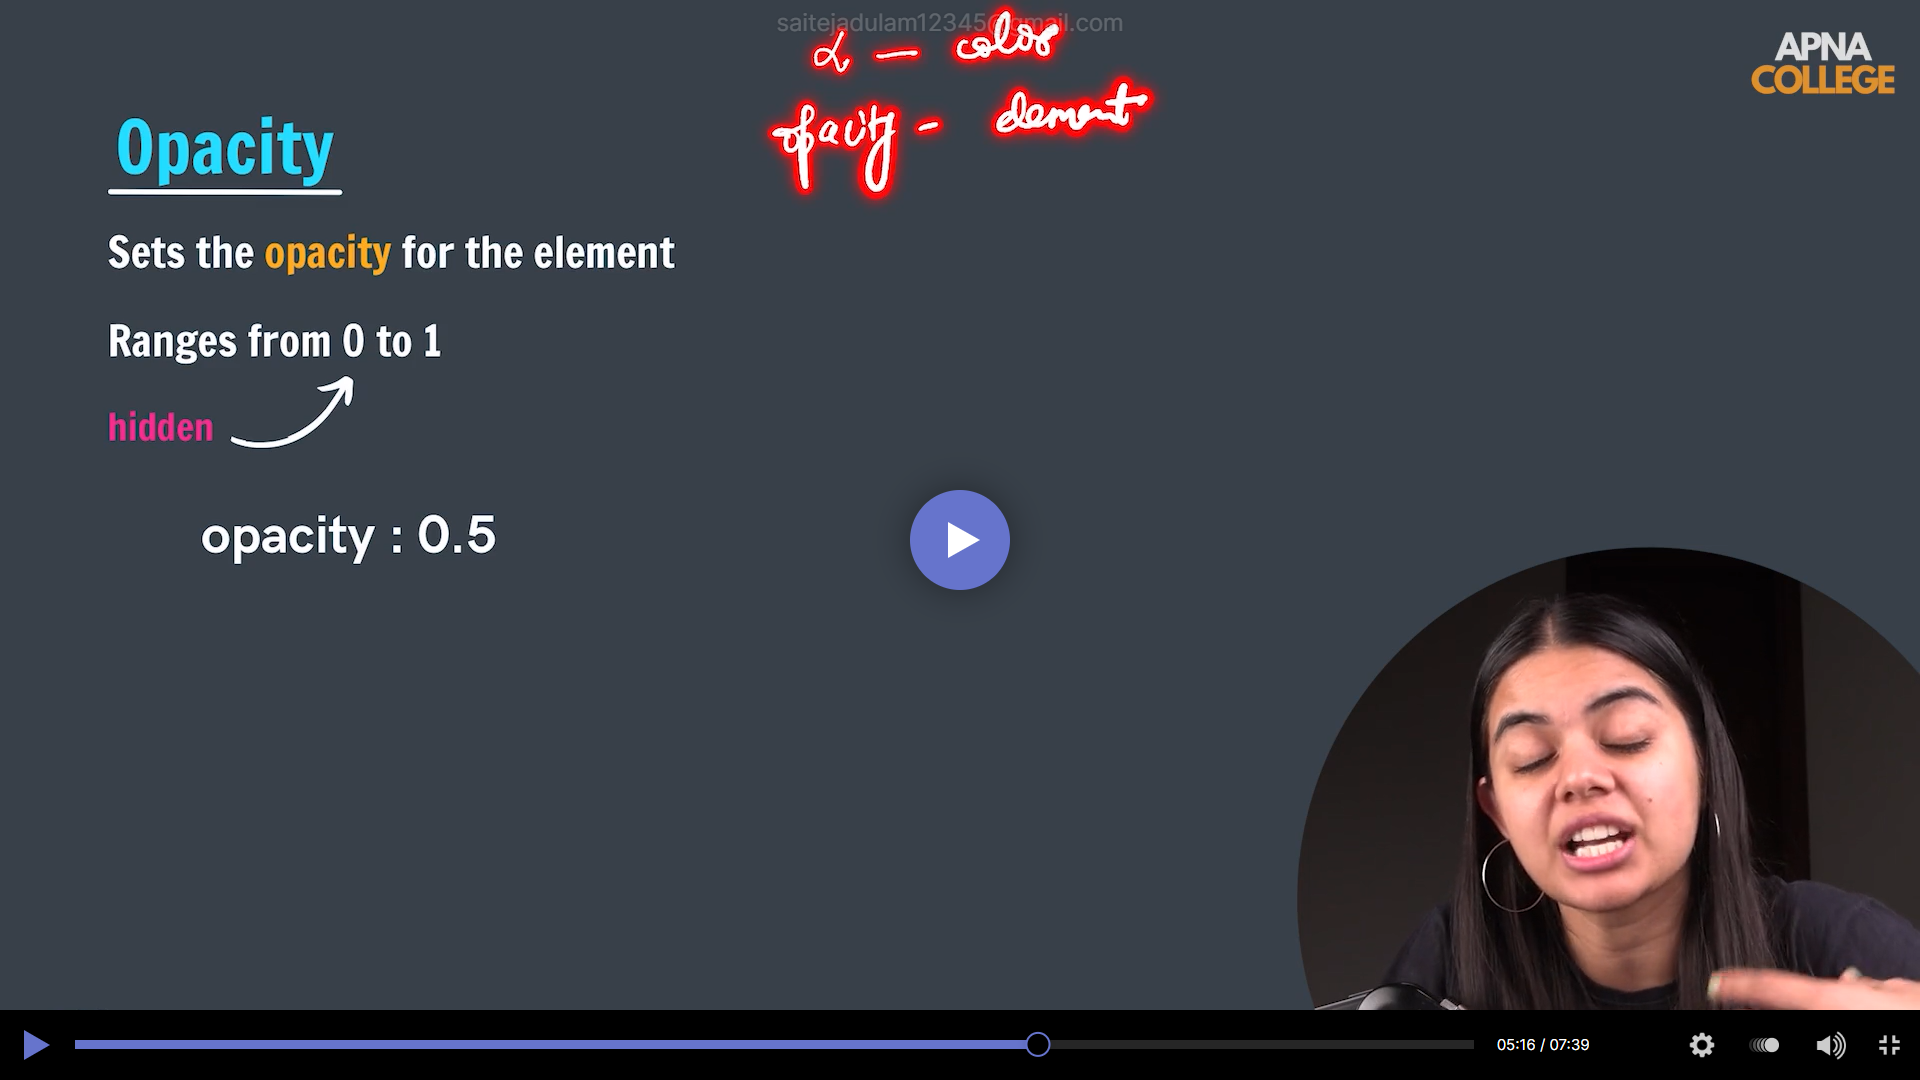 saitejadulam12345@gmail.com
α — color
opacity - element
APNA
COLLEGE
Opacity
Sets the opacity for the element
Ranges from 0 to 1
hidden
opacity : 0.5
05:16 / 07:39